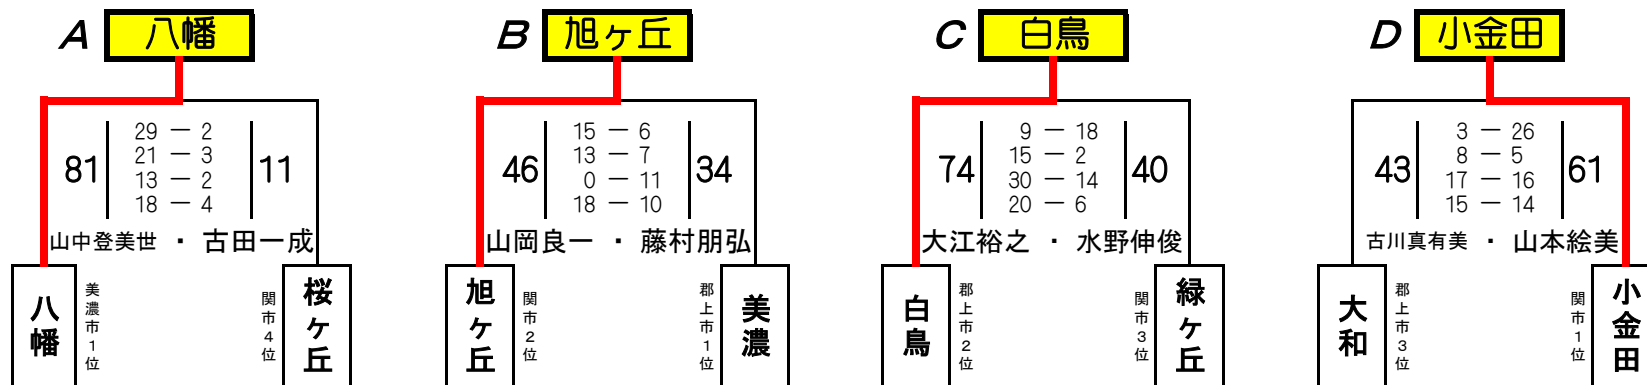 A 八幡
29 ー 2
21 ー 3
81 13 ー 2 11
18 ー 4
山中登美世 ・ 古田一成
八幡
美濃市1位
関市4位
桜ヶ丘
B 旭ヶ丘
15 ー 6
13 ー 7
46 0 ー 11 34
18 ー 10
山岡良一 ・ 藤村朋弘
旭ヶ丘
関市2位
郡上市1位
美濃
C 白鳥
9 ー 18
15 ー 2
74 30 ー 14 40
20 ー 6
大江裕之 ・ 水野伸俊
白鳥
郡上市2位
関市3位
緑ヶ丘
D 小金田
3 ー 26
8 ー 5
43 17 ー 16 61
15 ー 14
古川真有美 ・ 山本絵美
大和
郡上市3位
関市1位
小金田